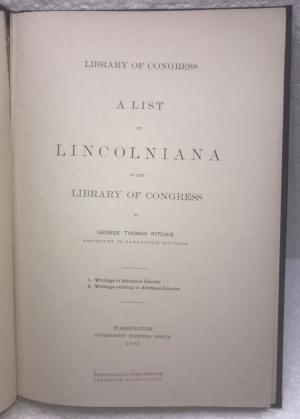 LIBRARY OF CONGRESS
A LIST
OF
LINCOLNIANA
IN THE
LIBRARY OF CONGRESS
BY
GEORGE THOMAS RITCHIE
ASSISTANT IN CATALOGUE DIVISION
1. Writings of Abraham Lincoln
2. Writings relating to Abraham Lincoln
WASHINGTON
GOVERNMENT PRINTING OFFICE
1903